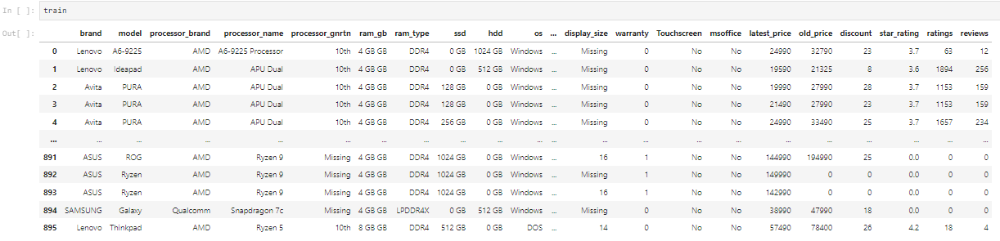 In [ ]: train
Out[ ]: brand model processor_brand processor_name processor_gnrtn ram_gb ram_type ssd hdd os ... display_size warranty Touchscreen msoffice latest_price old_price discount star_rating ratings reviews
0 Lenovo A6-9225 AMD A6-9225 Processor 10th 4 GB GB DDR4 0 GB 1024 GB Windows ... Missing 0 No No 24990 32790 23 3.7 63 12
1 Lenovo Ideapad AMD APU Dual 10th 4 GB GB DDR4 0 GB 512 GB Windows ... Missing 0 No No 19590 21325 8 3.6 1894 256
2 Avita PURA AMD APU Dual 10th 4 GB GB DDR4 128 GB 0 GB Windows ... Missing 0 No No 19990 27990 28 3.7 1153 159
3 Avita PURA AMD APU Dual 10th 4 GB GB DDR4 128 GB 0 GB Windows ... Missing 0 No No 21490 27990 23 3.7 1153 159
4 Avita PURA AMD APU Dual 10th 4 GB GB DDR4 256 GB 0 GB Windows ... Missing 0 No No 24990 33490 25 3.7 1657 234
... ... ... ... ... ... ... ... ... ... ... ... ... ... ... ... ... ... ... ... ... ...
891 ASUS ROG AMD Ryzen 9 Missing 4 GB GB DDR4 1024 GB 0 GB Windows ... 16 1 No No 144990 194990 25 0.0 0 0
892 ASUS Ryzen AMD Ryzen 9 Missing 4 GB GB DDR4 1024 GB 0 GB Windows ... Missing 1 No No 149990 0 0 0.0 0 0
893 ASUS Ryzen AMD Ryzen 9 Missing 4 GB GB DDR4 1024 GB 0 GB Windows ... 16 1 No No 142990 0 0 0.0 0 0
894 SAMSUNG Galaxy Qualcomm Snapdragon 7c Missing 4 GB GB LPDDR4X 0 GB 512 GB Windows ... Missing 0 No No 38990 47990 18 0.0 0 0
895 Lenovo Thinkpad AMD Ryzen 5 10th 8 GB GB DDR4 512 GB 0 GB DOS ... 14 0 No No 57490 78400 26 4.2 18 4